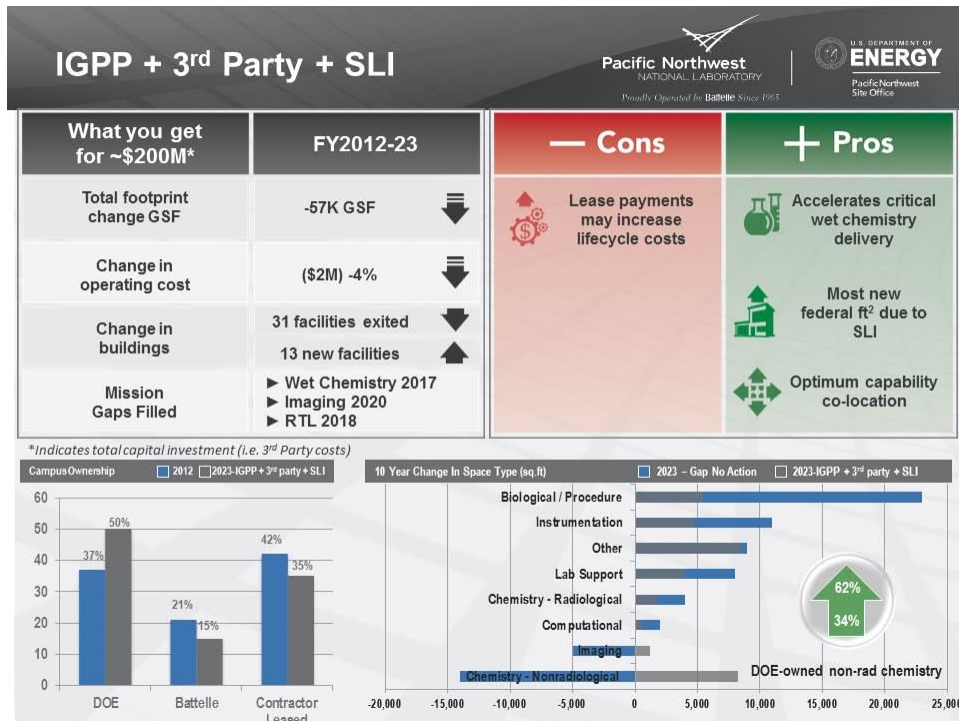 IGPP + 3rd Party + SLI
Pacific Northwest
NATIONAL LABORATORY
Proudly Operated by Battelle Since 1965
U.S. DEPARTMENT OF
ENERGY
Pacific Northwest
Site Office
What you get
for ~$200M*
FY2012-23
Total footprint
change GSF
-57K GSF
Change in
operating cost
($2M) -4%
Change in
buildings
31 facilities exited
13 new facilities
Mission
Gaps Filled
► Wet Chemistry 2017
► Imaging 2020
► RTL 2018
— Cons
+ Pros
$
Lease payments
may increase
lifecycle costs
Accelerates critical
wet chemistry
delivery
Most new
federal ft2 due to
SLI
Optimum capability
co-location
*Indicates total capital investment (i.e. 3rd Party costs)
Campus Ownership
2012
2023-IGPP + 3rd party + SLI
60
50
40
30
20
10
0
37%
50%
21%
15%
42%
35%
DOE
Battelle
Contractor
Leased
10 Year Change In Space Type (sq.ft)
2023 – Gap No Action
2023-IGPP + 3rd party + SLI
Biological / Procedure
Instrumentation
Other
Lab Support
Chemistry - Radiological
Computational
Imaging
Chemistry - Nonradiological
62%
34%
DOE-owned non-rad chemistry
-20,000
-15,000
-10,000
-5,000
0
5,000
10,000
15,000
20,000
25,000